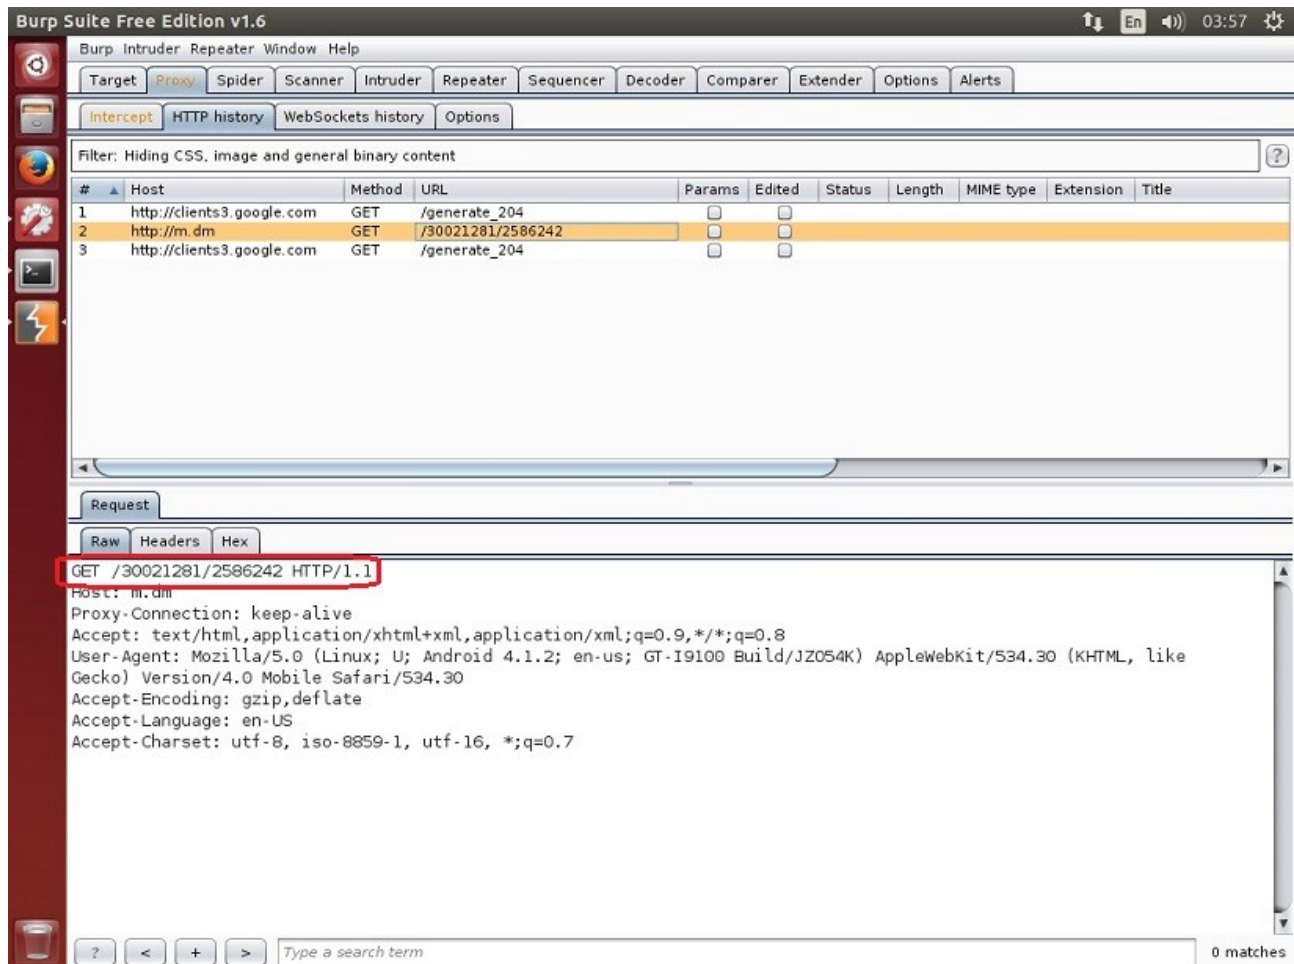 Burp Suite Free Edition v1.6
En
03:57
Burp Intruder Repeater Window Help
Target Proxy Spider Scanner Intruder Repeater Sequencer Decoder Comparer Extender Options Alerts
Intercept HTTP history WebSockets history Options
Filter: Hiding CSS, image and general binary content
?
# Host Method URL Params Edited Status Length MIME type Extension Title
1 http://clients3.google.com GET /generate_204
2 http://m.dm GET /30021281/2586242
3 http://clients3.google.com GET /generate_204
Request
Raw Headers Hex
GET /30021281/2586242 HTTP/1.1
Host: m.dm
Proxy-Connection: keep-alive
Accept: text/html,application/xhtml+xml,application/xml;q=0.9,*/*;q=0.8
User-Agent: Mozilla/5.0 (Linux; U; Android 4.1.2; en-us; GT-I9100 Build/JZO54K) AppleWebKit/534.30 (KHTML, like
Gecko) Version/4.0 Mobile Safari/534.30
Accept-Encoding: gzip,deflate
Accept-Language: en-US
Accept-Charset: utf-8, iso-8859-1, utf-16, *;q=0.7
? < + > Type a search term 0 matches